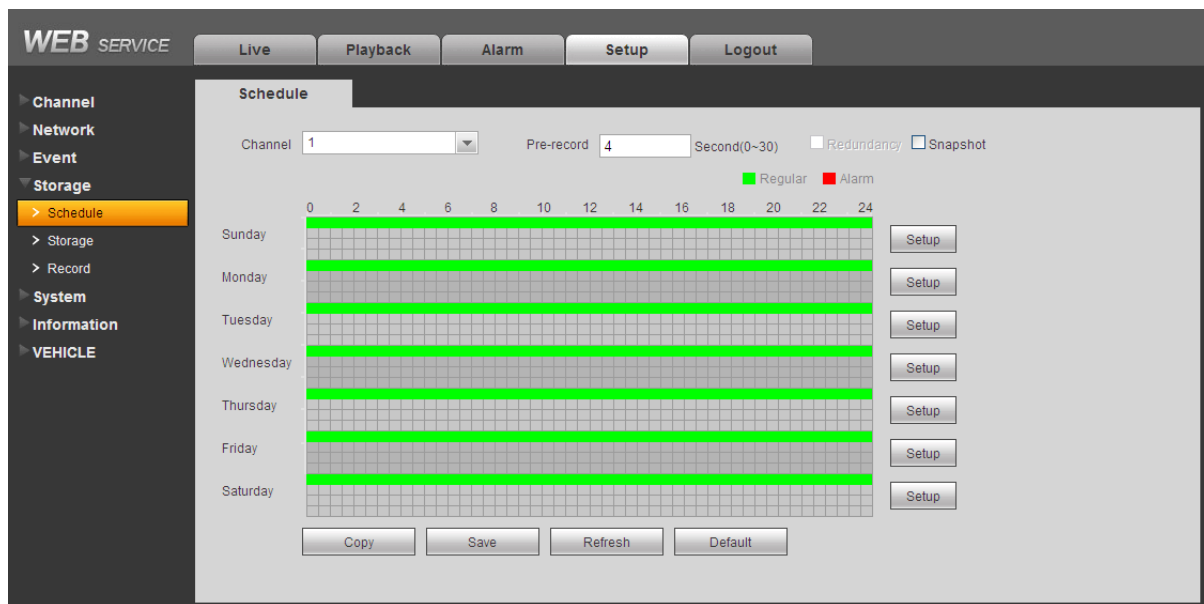 WEB SERVICE
Live Playback Alarm Setup Logout
Channel
Network
Event
Storage
> Schedule
> Storage
> Record
System
Information
VEHICLE
Schedule
Channel 1 Pre-record 4 Second(0~30) Redundancy Snapshot
Regular Alarm
0 2 4 6 8 10 12 14 16 18 20 22 24
Sunday Setup
Monday Setup
Tuesday Setup
Wednesday Setup
Thursday Setup
Friday Setup
Saturday Setup
Copy Save Refresh Default